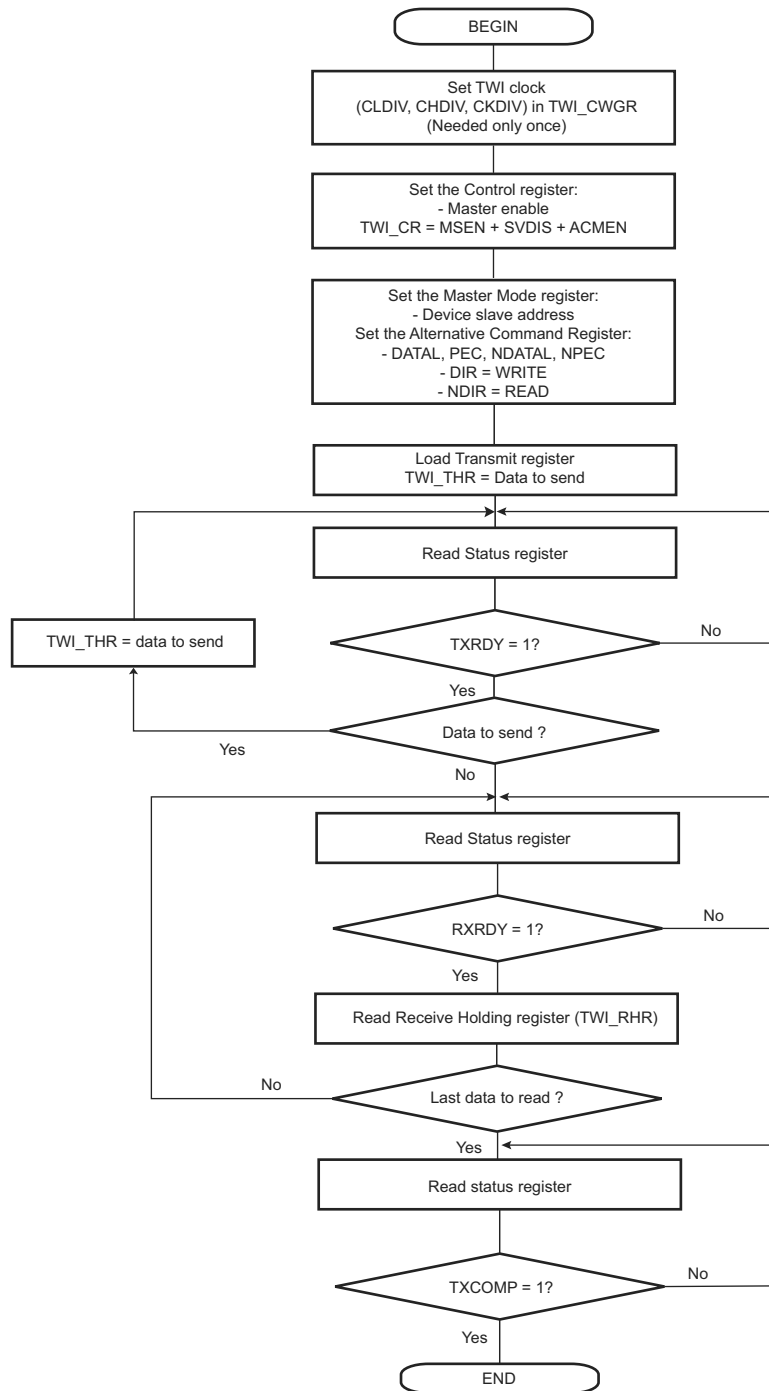 BEGIN
Set TWI clock
(CLDIV, CHDIV, CKDIV) in TWI_CWGR
(Needed only once)
Set the Control register:
- Master enable
TWI_CR = MSEN + SVDIS + ACMEN
Set the Master Mode register:
- Device slave address
Set the Alternative Command Register:
- DATAL, PEC, NDATAL, NPEC
- DIR = WRITE
- NDIR = READ
Load Transmit register
TWI_THR = Data to send
Read Status register
TWI_THR = data to send
TXRDY = 1?
No
Yes
Data to send ?
Yes
No
Read Status register
RXRDY = 1?
No
Yes
Read Receive Holding register (TWI_RHR)
No
Last data to read ?
Yes
Read status register
TXCOMP = 1?
No
Yes
END